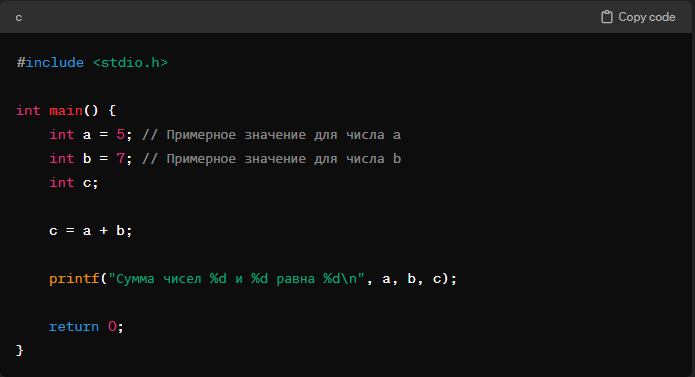 c
Copy code
#include <stdio.h>
int main() {
int a = 5; // Примерное значение для числа a
int b = 7; // Примерное значение для числа b
int c;
c = a + b;
printf("Сумма чисел %d и %d равна %d\n", a, b, c);
return 0;
}